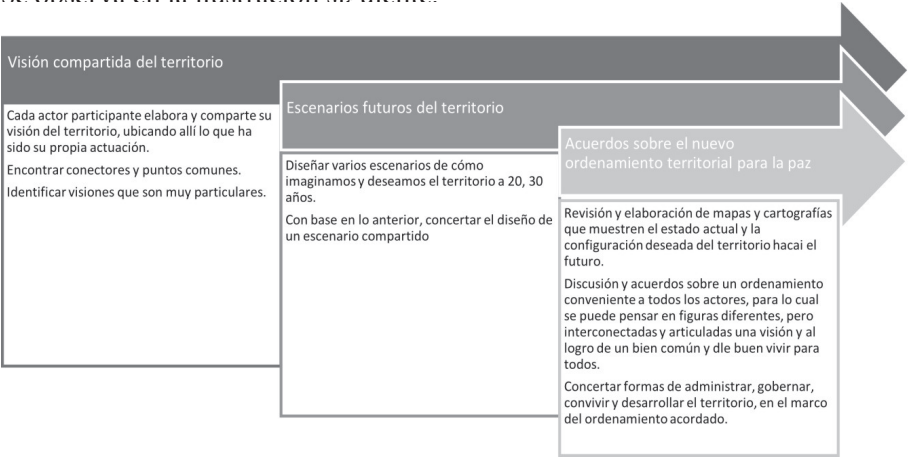 Visión compartida del territorio
Cada actor participante elabora y comparte su
visión del territorio, ubicando allí lo que ha
sido su propia actuación.
Encontrar conectores y puntos comunes.
Identificar visiones que son muy particulares.
Escenarios futuros del territorio
Diseñar varios escenarios de cómo
imaginamos y deseamos el territorio a 20, 30
años.
Con base en lo anterior, concertar el diseño de
un escenario compartido
Acuerdos sobre el nuevo
ordenamiento territorial para la paz
Revisión y elaboración de mapas y cartografías
que muestren el estado actual y la
configuración deseada del territorio hacai el
futuro.
Discusión y acuerdos sobre un ordenamiento
conveniente a todos los actores, para lo cual
se puede pensar en figuras diferentes, pero
interconectadas y articuladas una visión y al
logro de un bien común y dle buen vivir para
todos.
Concertar formas de administrar, gobernar,
convivir y desarrollar el territorio, en el marco
del ordenamiento acordado.